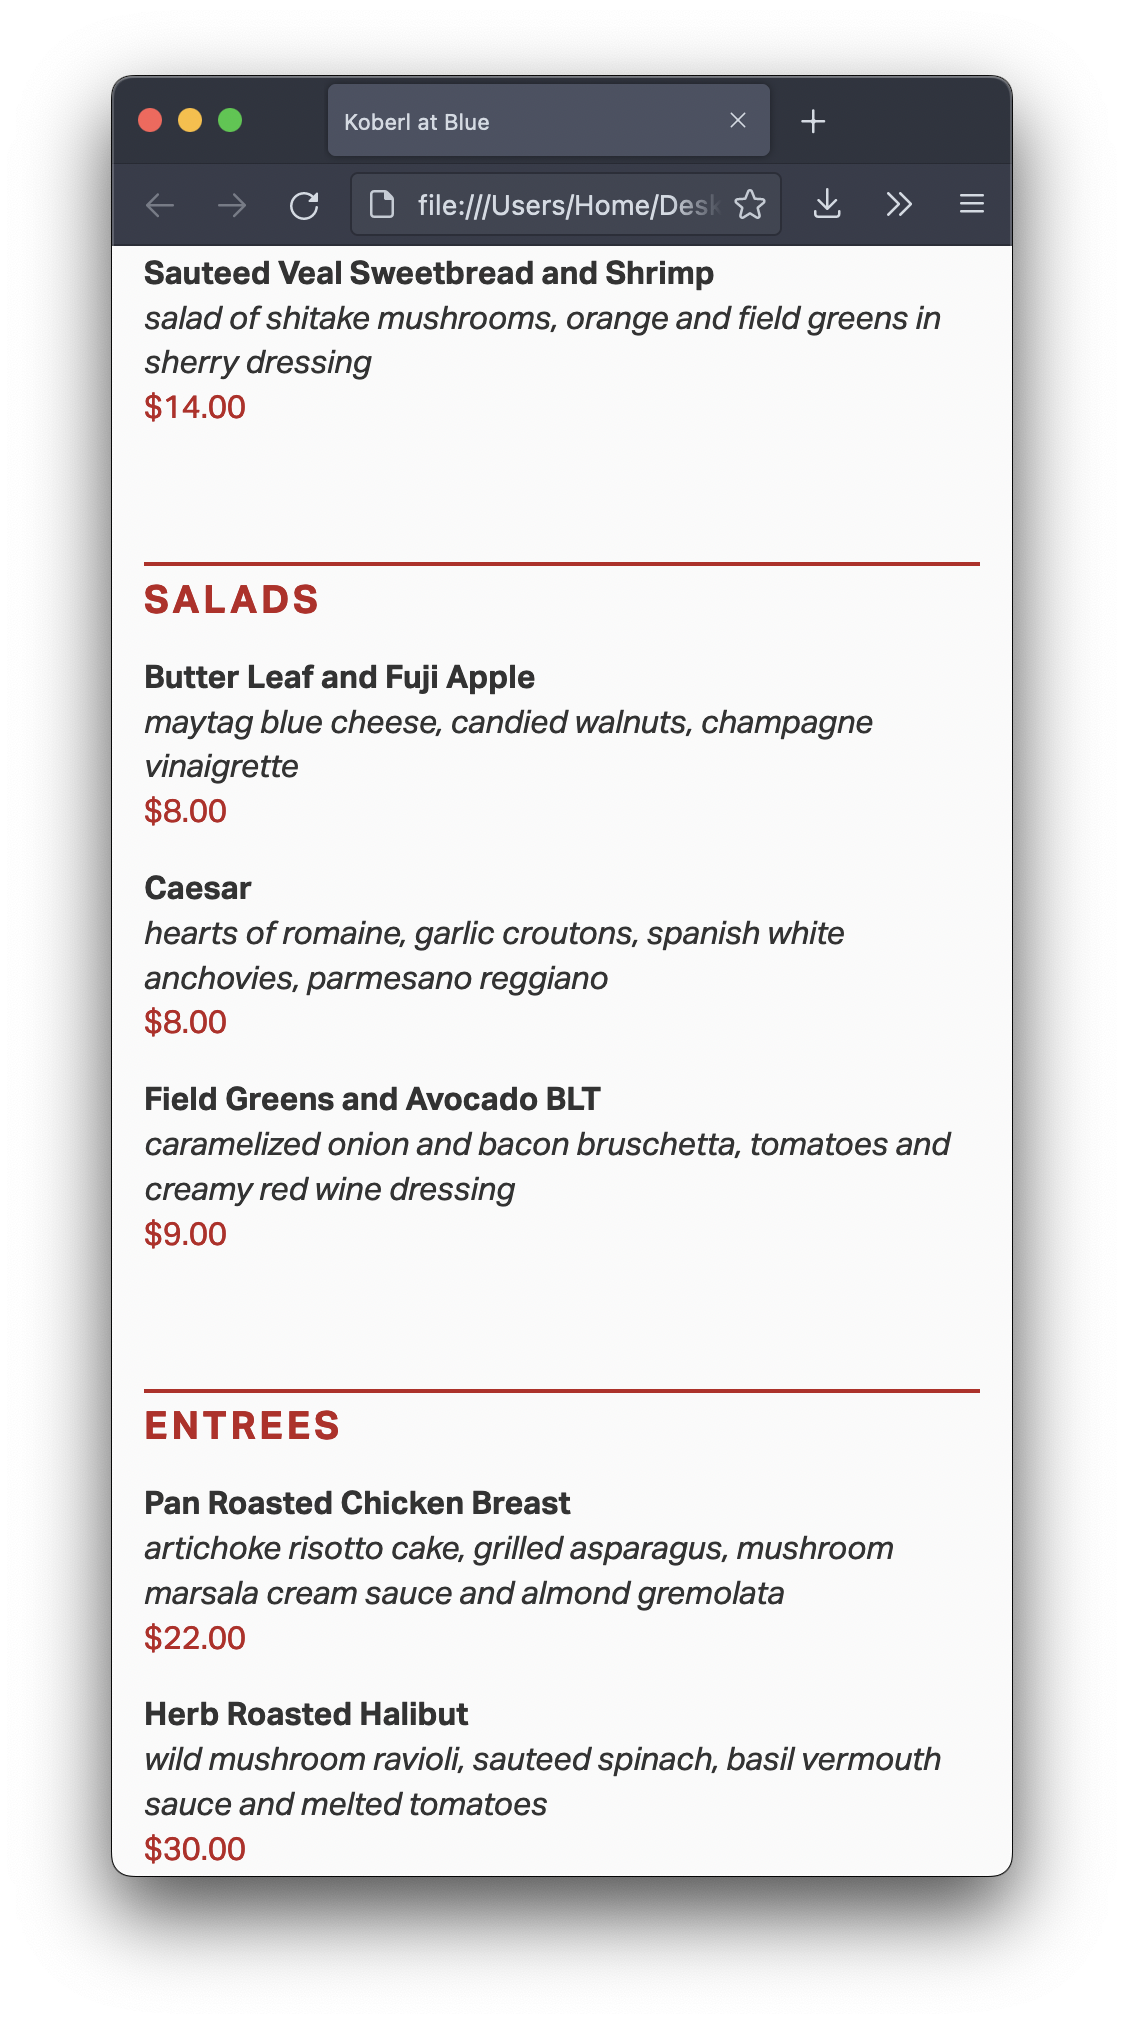 Koberl at Blue
file:///Users/Home/Desk
Sauteed Veal Sweetbread and Shrimp
salad of shitake mushrooms, orange and field greens in
sherry dressing
$14.00
SALADS
Butter Leaf and Fuji Apple
maytag blue cheese, candied walnuts, champagne
vinaigrette
$8.00
Caesar
hearts of romaine, garlic croutons, spanish white
anchovies, parmesano reggiano
$8.00
Field Greens and Avocado BLT
caramelized onion and bacon bruschetta, tomatoes and
creamy red wine dressing
$9.00
ENTREES
Pan Roasted Chicken Breast
artichoke risotto cake, grilled asparagus, mushroom
marsala cream sauce and almond gremolata
$22.00
Herb Roasted Halibut
wild mushroom ravioli, sauteed spinach, basil vermouth
sauce and melted tomatoes
$30.00